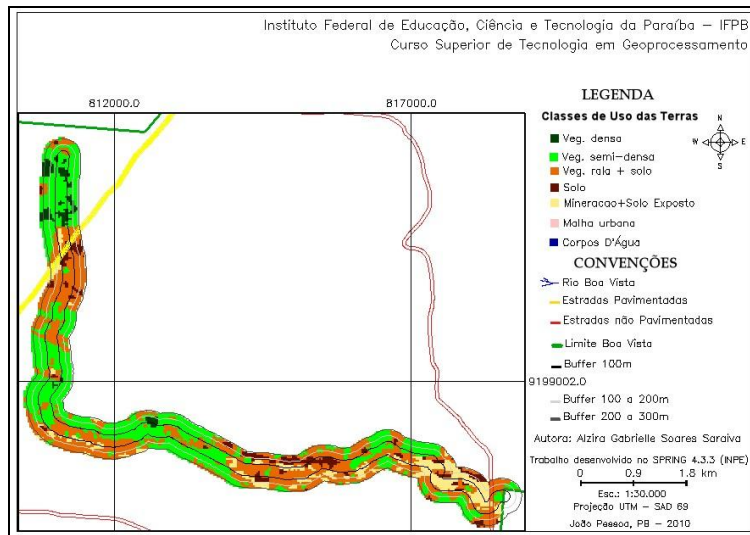 Instituto Federal de Educação, Ciência e Tecnologia da Paraíba – IFPB
Curso Superior de Tecnologia em Geoprocessamento
812000.0
817000.0
LEGENDA
Classes de Uso das Terras
N
W
E
S
Veg. densa
Veg. semi-densa
Veg. rala + solo
Solo
Mineracao+Solo Exposto
Malha urbana
Corpos D'Água
CONVENÇÕES
Rio Boa Vista
Estradas Pavimentadas
Estradas não Pavimentadas
Limite Boa Vista
Buffer 100m
9199002.0
Buffer 100 a 200m
Buffer 200 a 300m
Autora: Alzira Gabrielle Soares Saraiva
Trabalho desenvolvido no SPRING 4.3.3 (INPE)
0 0.9 1.8 km
Esc.: 1:30.000
Projeção UTM – SAD 69
João Pessoa, PB – 2010